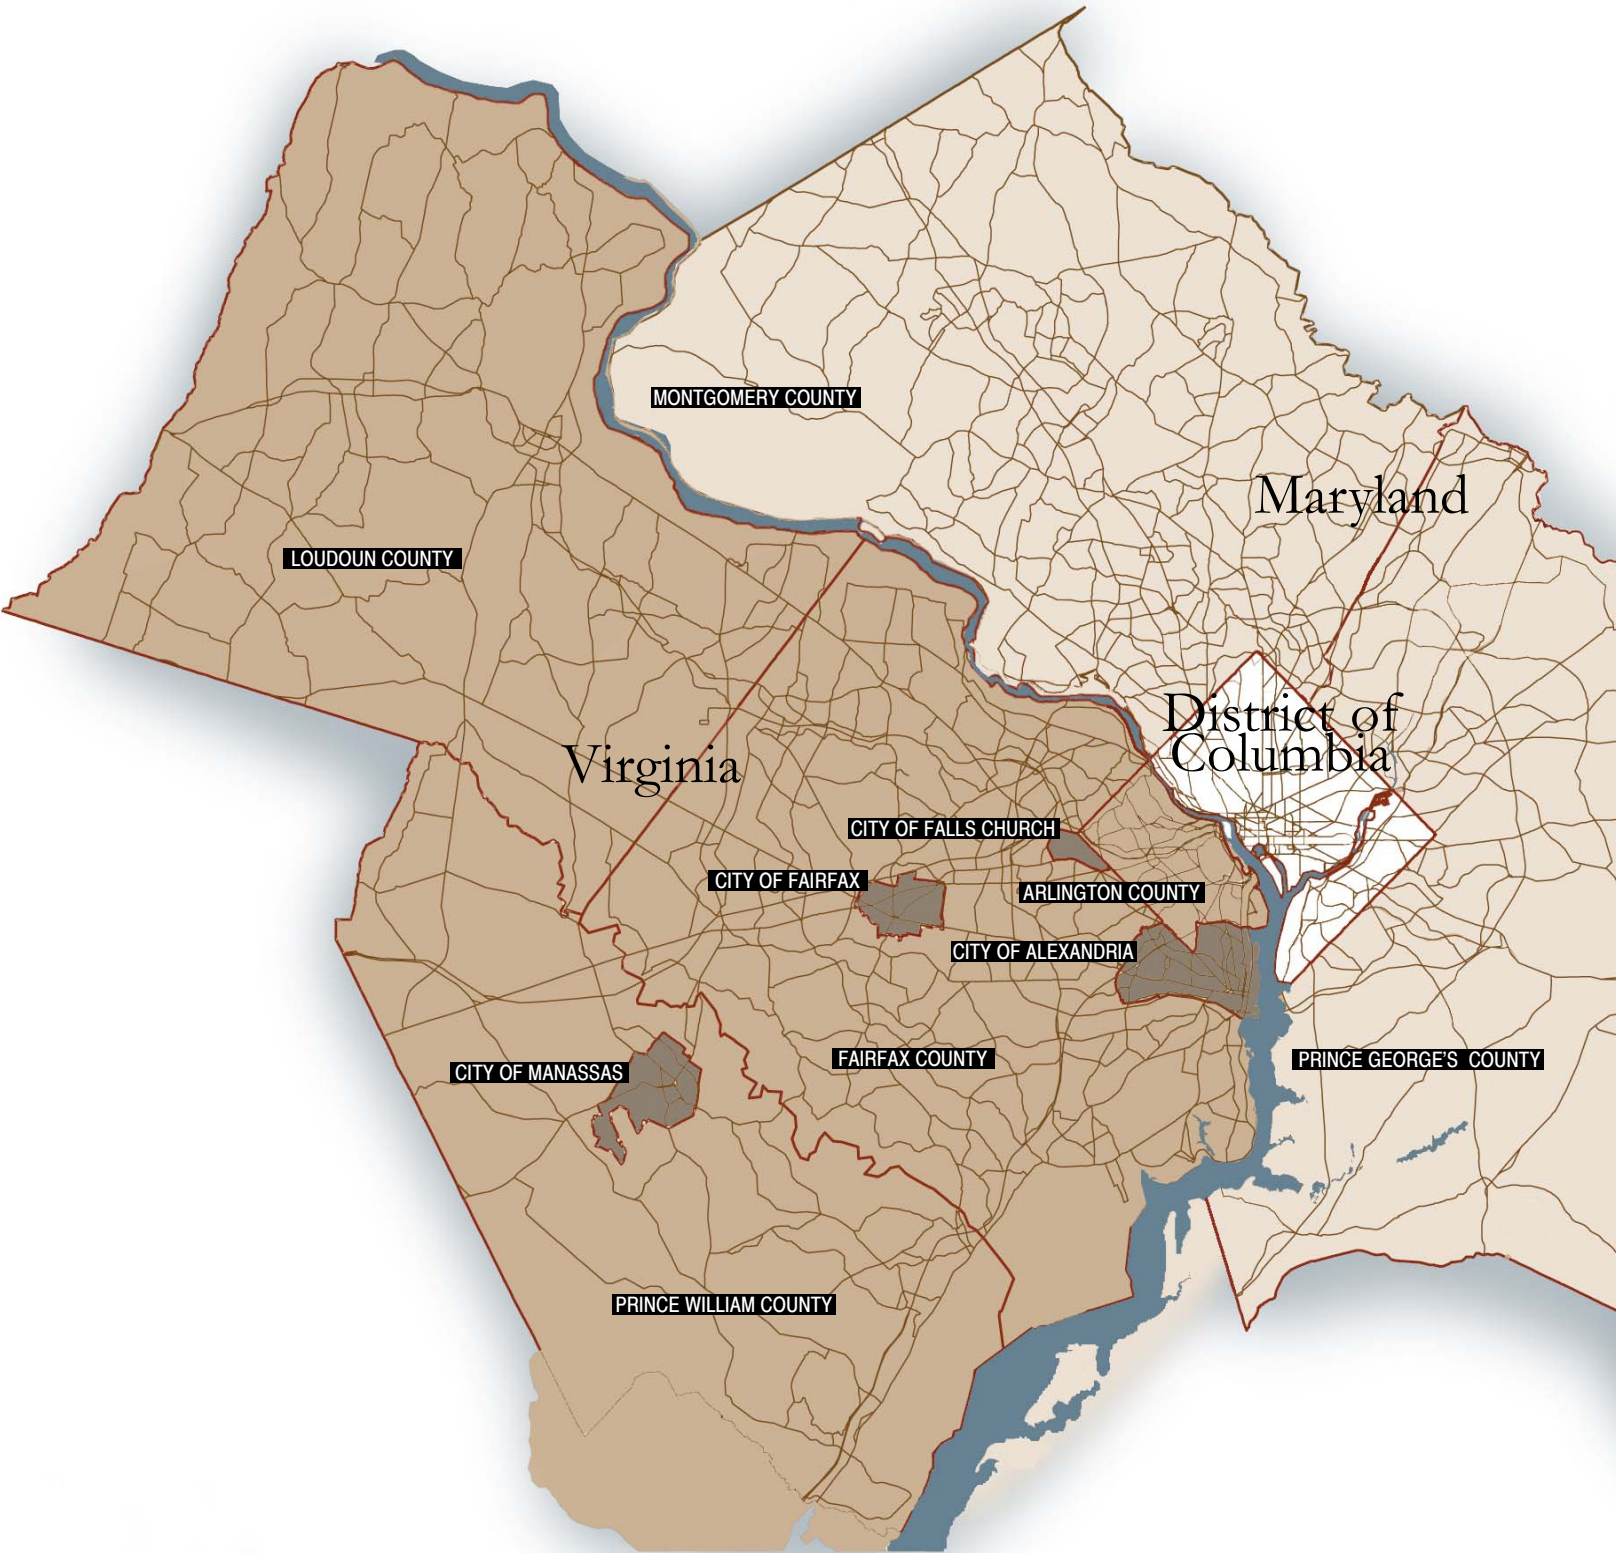 MONTGOMERY COUNTY
Maryland
LOUDOUN COUNTY
District of
Columbia
Virginia
CITY OF FALLS CHURCH
CITY OF FAIRFAX
ARLINGTON COUNTY
CITY OF ALEXANDRIA
FAIRFAX COUNTY
PRINCE GEORGE'S COUNTY
CITY OF MANASSAS
PRINCE WILLIAM COUNTY